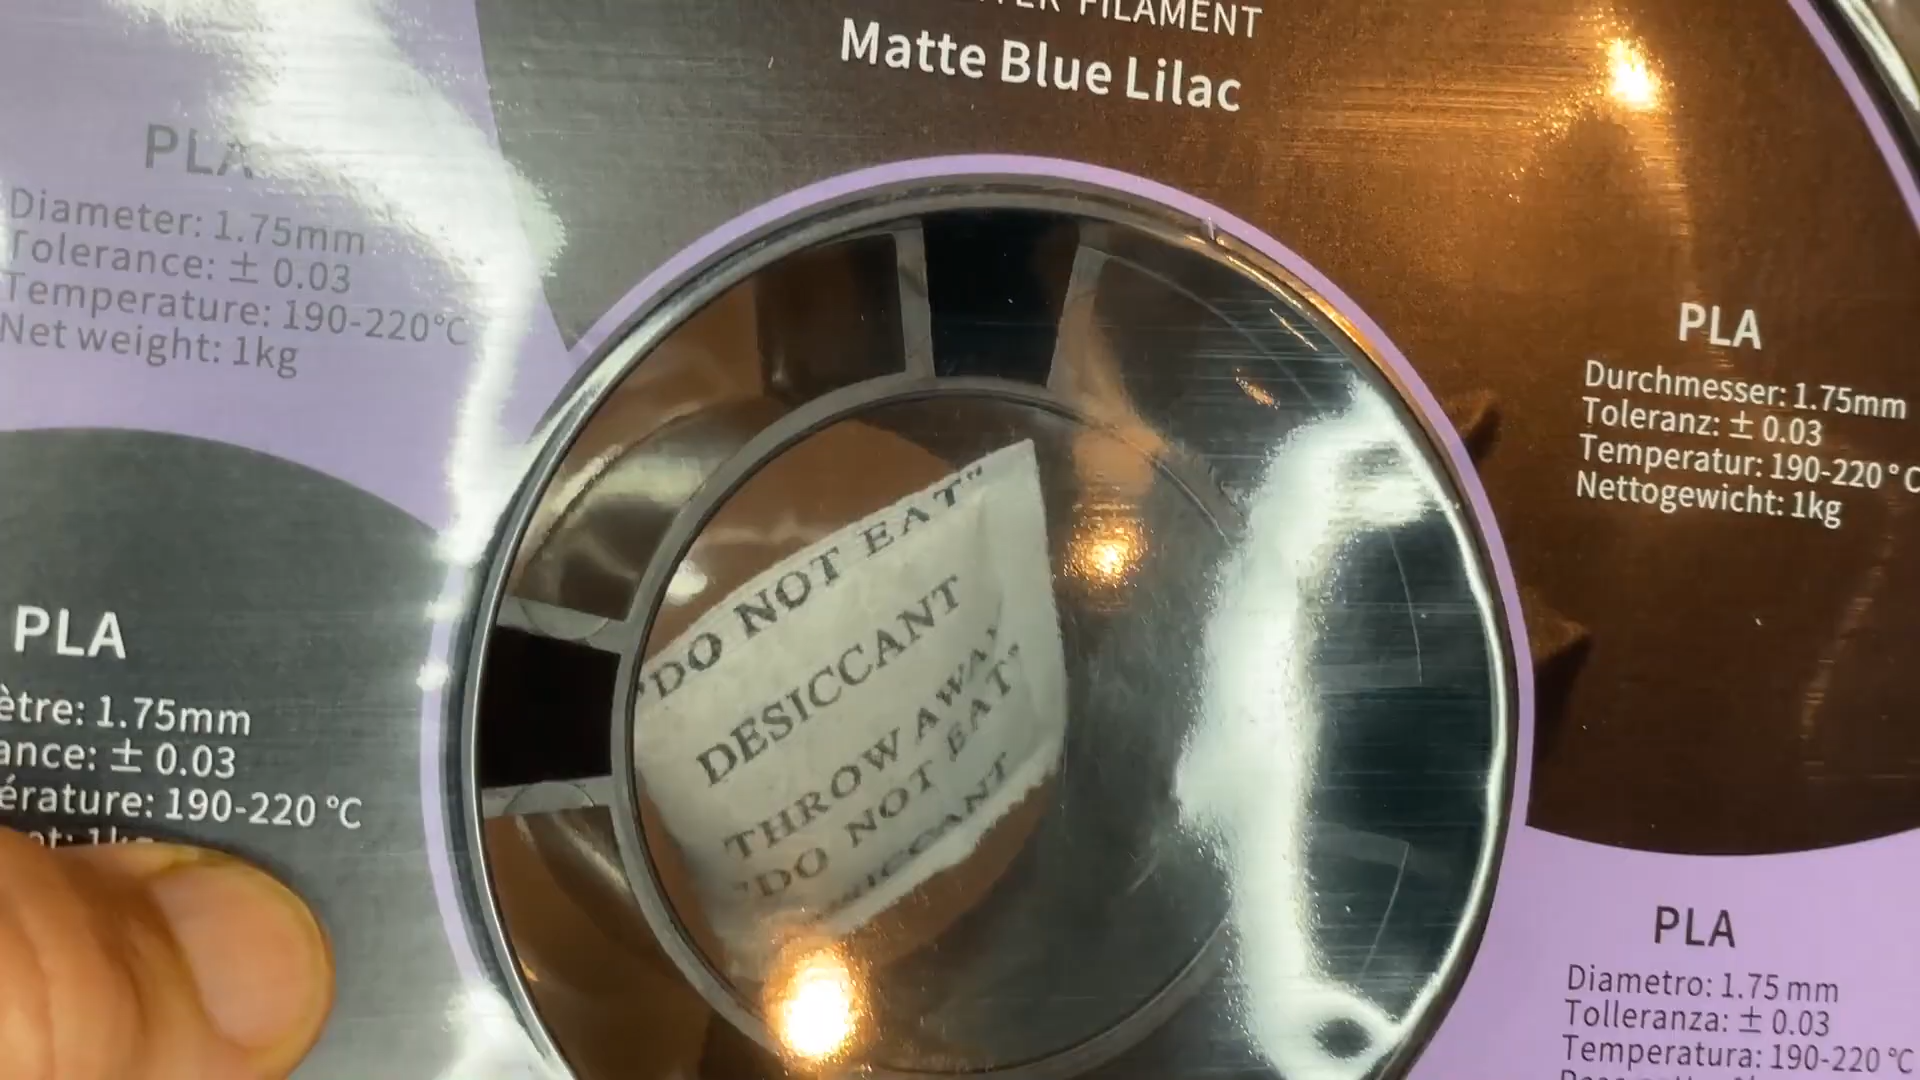 FILAMENT
Matte Blue Lilac
PLA
Diameter: 1.75mm
Tolerance: ± 0.03
Temperature: 190-220°C
Net weight: 1kg
PLA
Durchmesser: 1.75mm
Toleranz: ± 0.03
Temperatur: 190-220°C
Nettogewicht: 1kg
"DO NOT EAT"
DESICCANT
THROW AWAY
"DO NOT EAT"
DESICCANT
PLA
ètre: 1.75mm
ance: ± 0.03
érature: 190-220°C
PLA
Diametro: 1.75 mm
Tolleranza: ± 0.03
Temperatura: 190-220°C